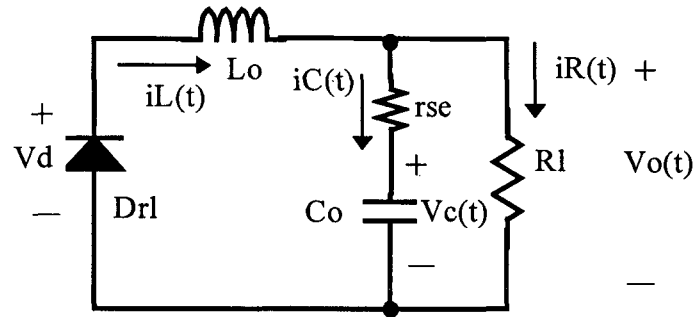 Lo
iL(t)
iC(t)
rse
iR(t)
+
+
Vd
—
Drl
+
Co
Vc(t)
—
Rl
Vo(t)
—